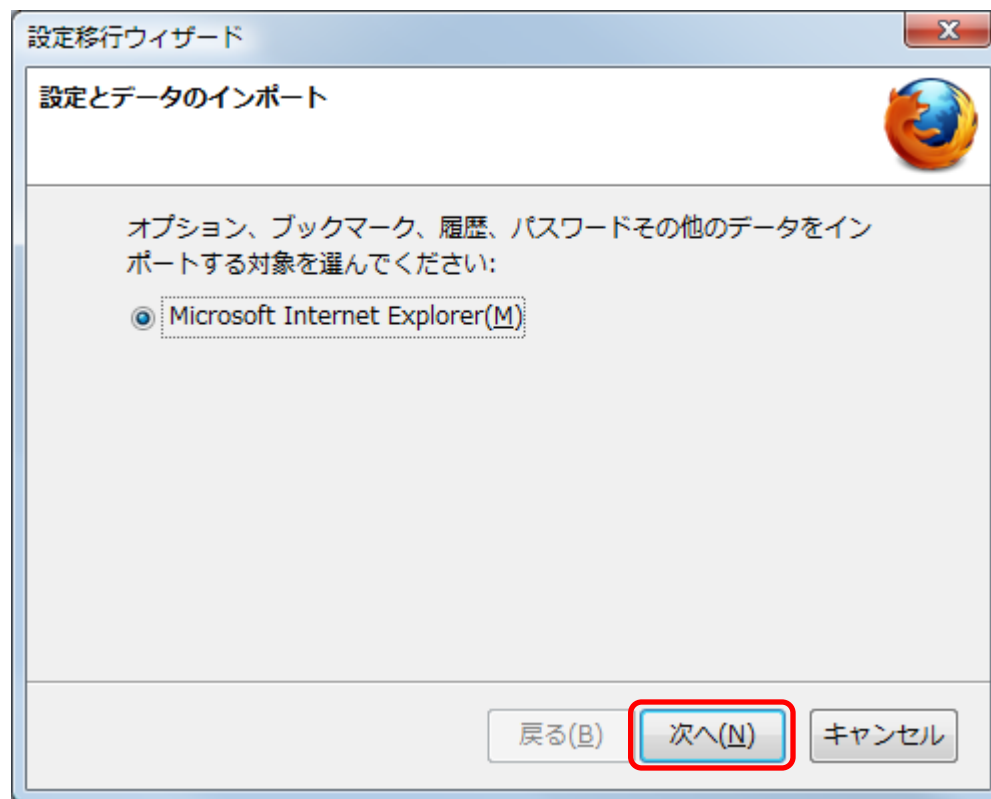 設定移行ウィザード
設定とデータのインポート
オプション、ブックマーク、履歴、パスワードその他のデータをイン
ポートする対象を選んでください:
Microsoft Internet Explorer(M)
戻る(B) 次へ(N) キャンセル